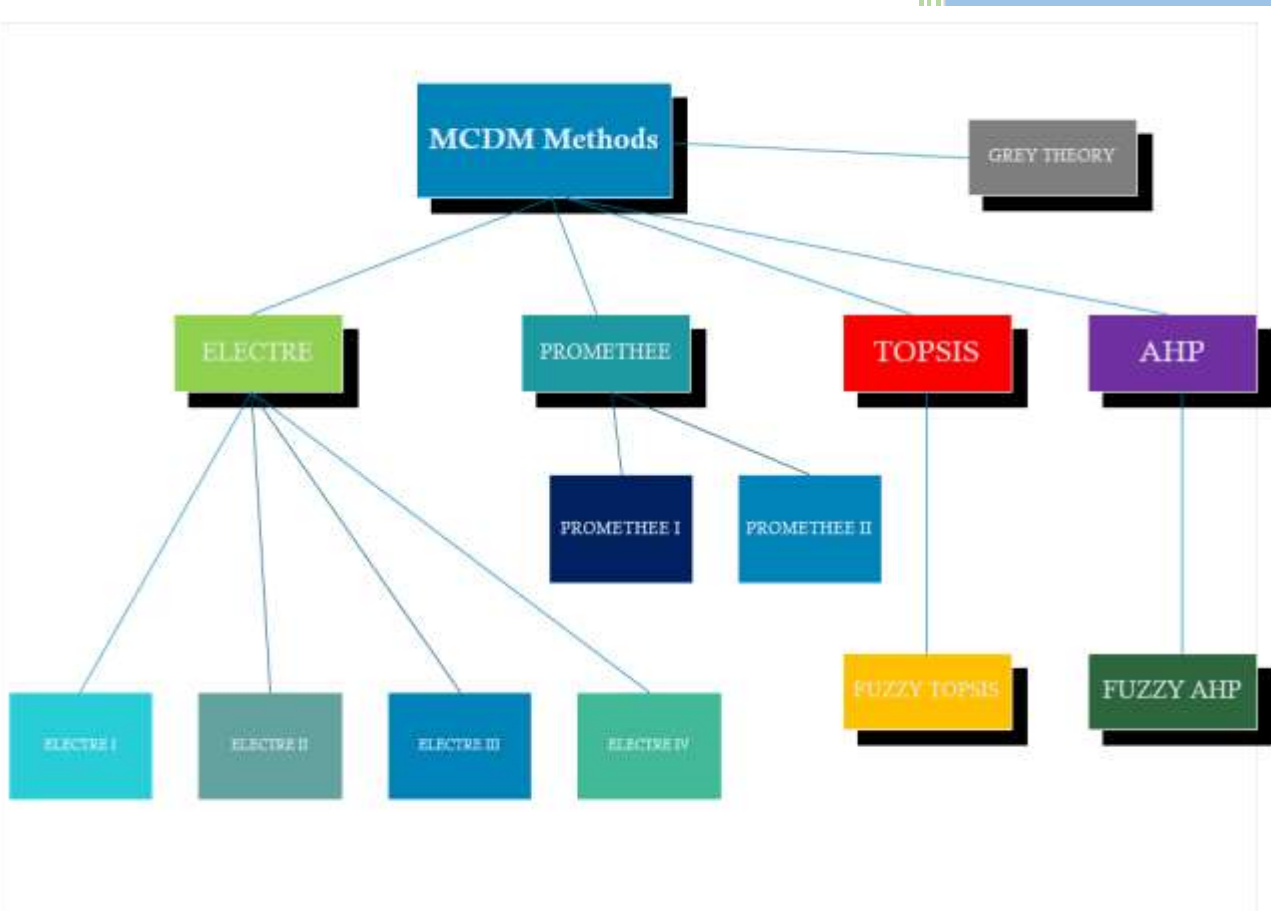 MCDM Methods
GREY THEORY
ELECTRE
PROMETHEE
TOPSIS
AHP
PROMETHEE I
PROMETHEE II
FUZZY TOPSIS
FUZZY AHP
ELECTRE I
ELECTRE II
ELECTRE III
ELECTRE IV